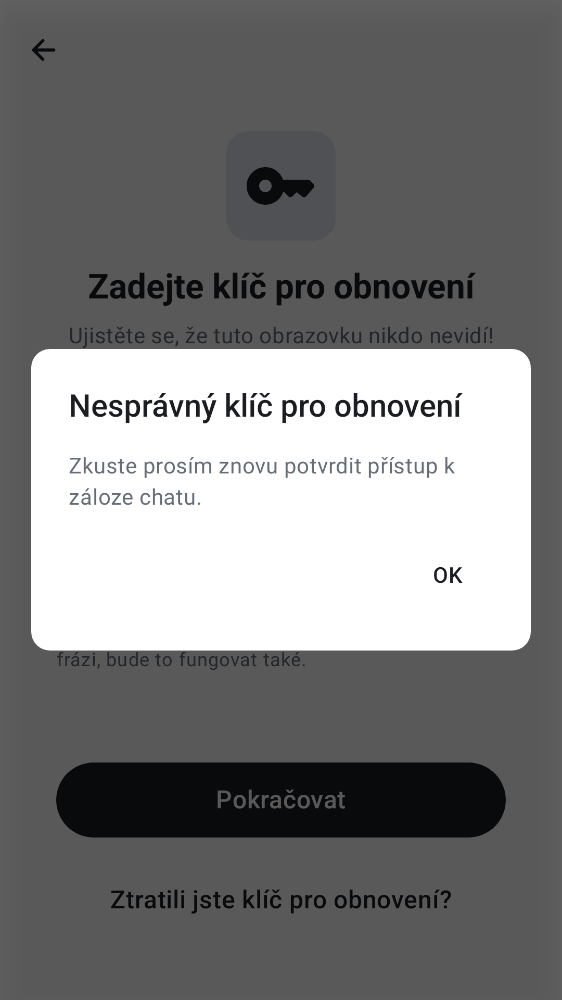 Zadejte klíč pro obnovení
Ujistěte se, že tuto obrazovku nikdo nevidí!
Nesprávný klíč pro obnovení
Zkuste prosím znovu potvrdit přístup k
záloze chatu.
OK
frázi, bude to fungovat také.
Pokračovat
Ztratili jste klíč pro obnovení?